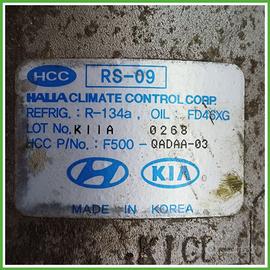 HCC RS-09
HALLA CLIMATE CONTROL CORP.
REFRIG. : R-134a, OIL : FD46XG
LOT No. K11A 0268
HCC P/No. : F500-QADAA-03
KIA
MADE IN KOREA